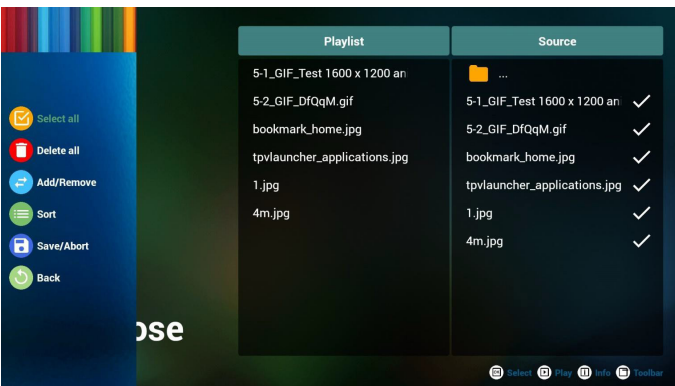 Select all
Delete all
Add/Remove
Sort
Save/Abort
Back
ose
Playlist
5-1_GIF_Test 1600 x 1200 an
5-2_GIF_DfQqM.gif
bookmark_home.jpg
tpvlauncher_applications.jpg
1.jpg
4m.jpg
Source
...
5-1_GIF_Test 1600 x 1200 an
5-2_GIF_DfQqM.gif
bookmark_home.jpg
tpvlauncher_applications.jpg
1.jpg
4m.jpg
Select Play Info Toolbar